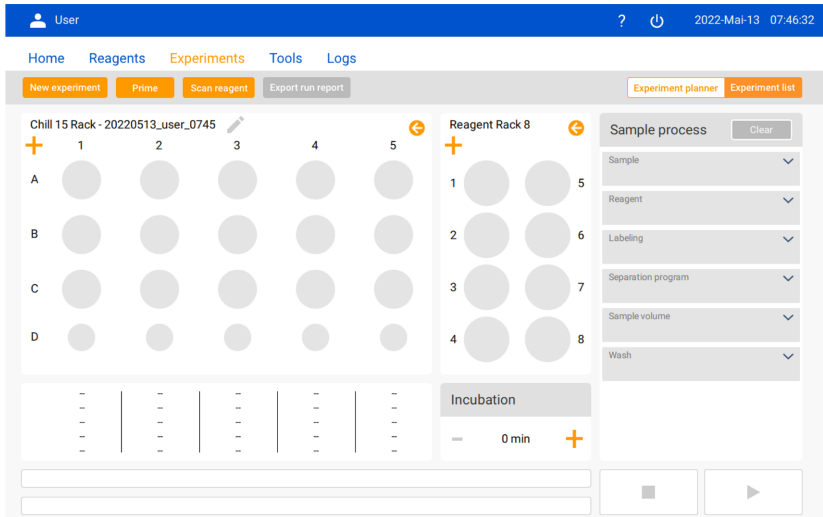 User
? 2022-Mai-13 07:46:32
Home Reagents Experiments Tools Logs
New experiment Prime Scan reagent Export run report
Experiment planner Experiment list
Chill 15 Rack - 20220513_user_0745
1 2 3 4 5
A
B
C
D
Reagent Rack 8
1 5
2 6
3 7
4 8
Sample process Clear
Sample
Reagent
Labeling
Separation program
Sample volume
Wash
-- -- -- -- --
-- -- -- -- --
-- -- -- -- --
-- -- -- -- --
-- -- -- -- --
Incubation
0 min